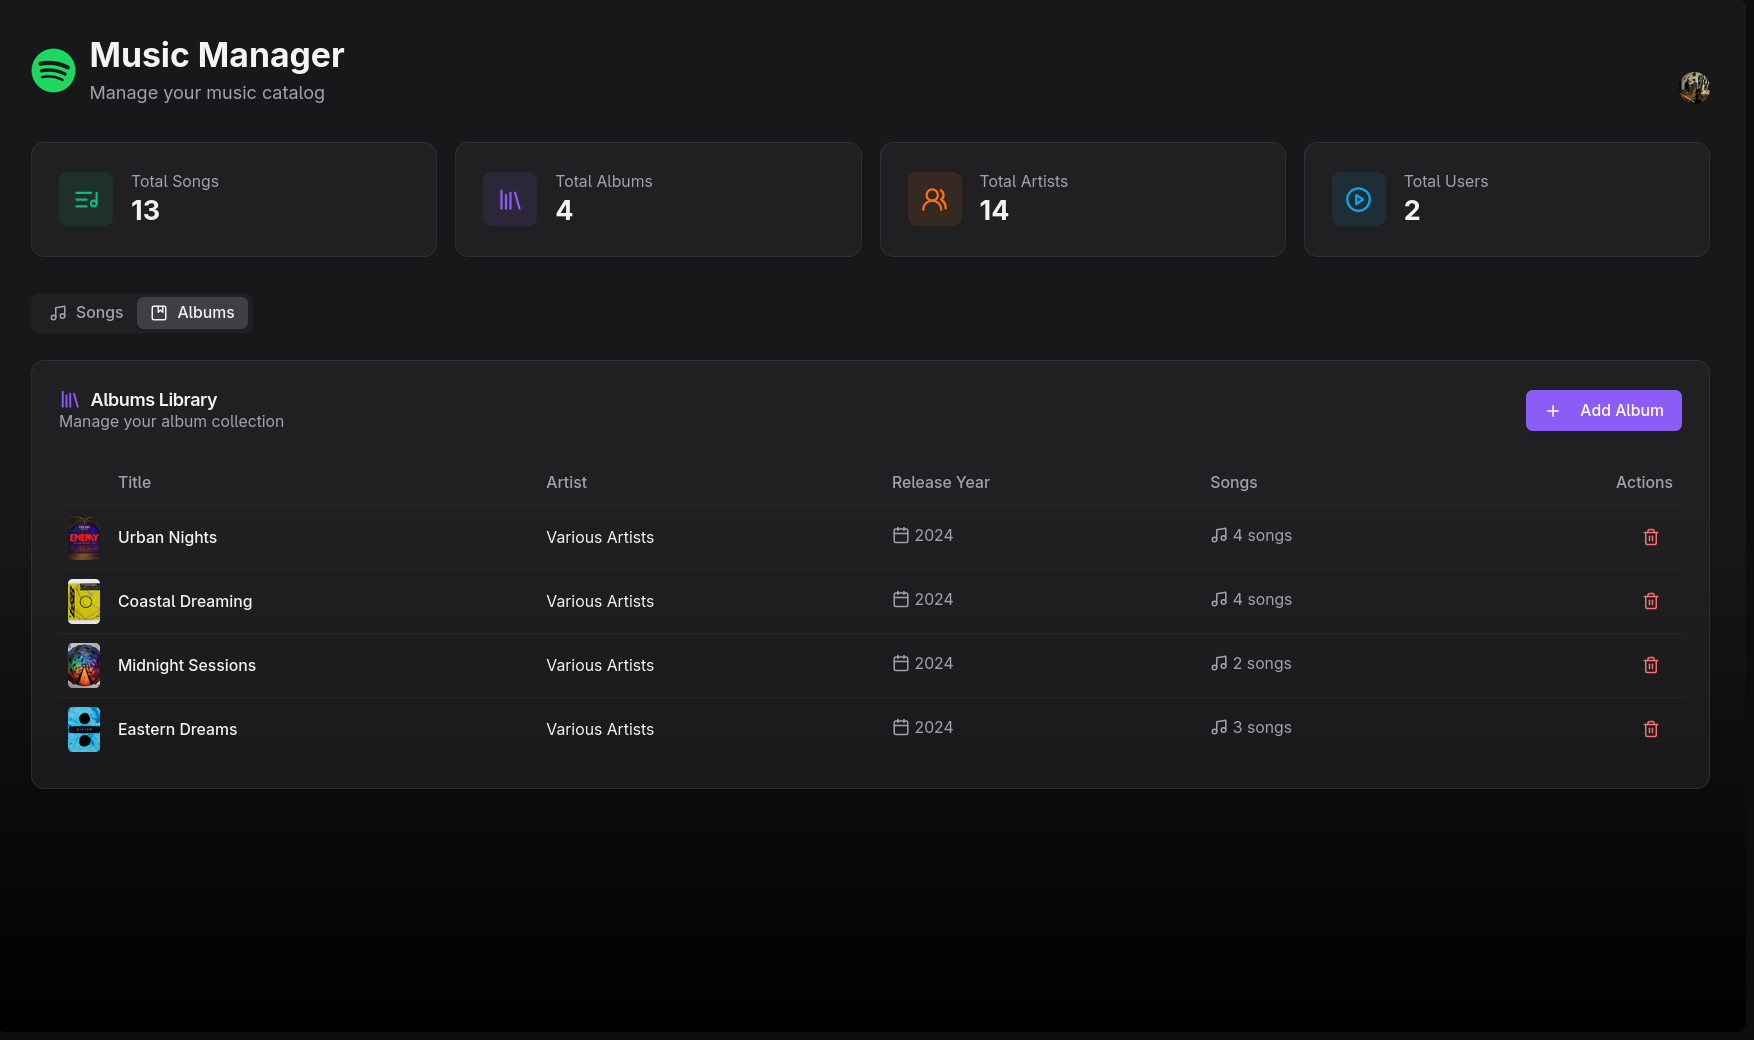 Music Manager
Manage your music catalog
Total Songs
13
Total Albums
4
Total Artists
14
Total Users
2
Songs
Albums
Albums Library
Manage your album collection
Add Album
Title Artist Release Year Songs Actions
ENEMY
Urban Nights Various Artists 2024 4 songs
Coastal Dreaming Various Artists 2024 4 songs
Midnight Sessions Various Artists 2024 2 songs
Eastern Dreams Various Artists 2024 3 songs